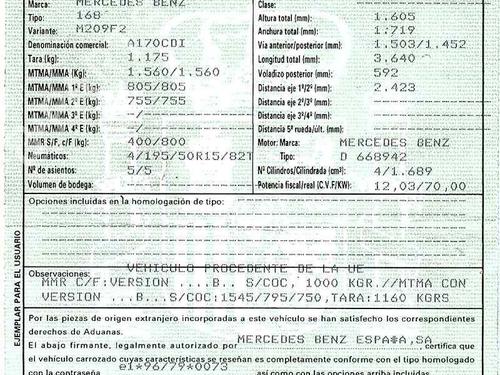 Marca: MERCEDES BENZ Clase:
Tipo: 168 Altura total (mm): 1.605
Variante: M209F2 Anchura total (mm): 1:719
Denominación comercial: A170CDI Vía anterior/posterior (mm): 1.503/1.452
Tara (kg): 1.175 Longitud total (mm): 3.640
MTMA/MMA (Kg): 1.560/1.560 Voladizo posterior (mm): 592
MTMA/MMA 1º E (kg): 805/805 Distancia eje 1º/2º (mm): 2.423
MTMA/MMA 2º E (kg): 755/755 Distancia eje 2º/3º (mm):
MTMA/MMA 3º E (kg): -/ Distancia eje 3º/4º (mm):
MTMA/MMA 4º E (kg): -/ Distancia 5º rueda/últ. (mm):
MMR S/F, c/F (kg): 400/800 Motor: Marca: MERCEDES BENZ
Neumáticos: 4/195/50R15/82T Tipo: D 668942
Nº de asientos: 5/5 Nº Cilindros/Cilindrada (cm³): 4/1.689
Volumen de bodega: Potencia fiscal/real (C.V.F/KW): 12,03/70,00
Opciones incluidas en la homologación de tipo:
VEHICULO PROCEDENTE DE LA UE
Observaciones:
MMR C/F:VERSION ....B.. S/COC, 1000 KGR.//MTMA CON
VERSION ...B...S/COC:1545/795/750,TARA:1160 KGRS
Por las piezas de origen extranjero incorporadas a este vehículo se han satisfecho los correspondientes
derechos de Aduanas.
El abajo firmante, legalmente autorizado por MERCEDES BENZ ESPA*A,SA, certifica que
el vehículo carrozado cuyas características se reseñan es completamente conforme con el tipo homologado
con la contraseña e1*96/79*0073 así como con las opciones arriba incluidas.
EJEMPLAR PARA EL USUARIO